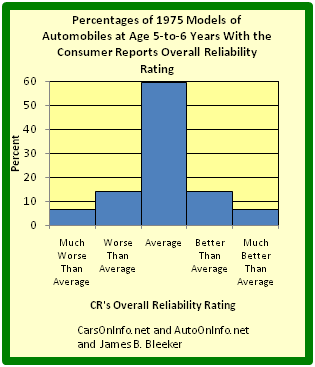 Percentages of 1975 Models of
Automobiles at Age 5-to-6 Years With the
Consumer Reports Overall Reliability
Rating
60
50
40
30
20
10
0
Percent
Much Worse Than Average
Worse Than Average
Average
Better Than Average
Much Better Than Average
CR's Overall Reliability Rating
CarsOnInfo.net and AutoOnInfo.net
and James B. Bleeker